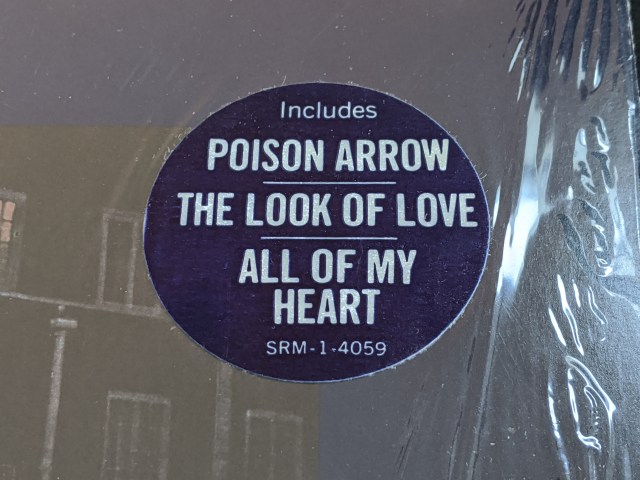 Includes
POISON ARROW
THE LOOK OF LOVE
ALL OF MY
HEART
SRM-1-4059